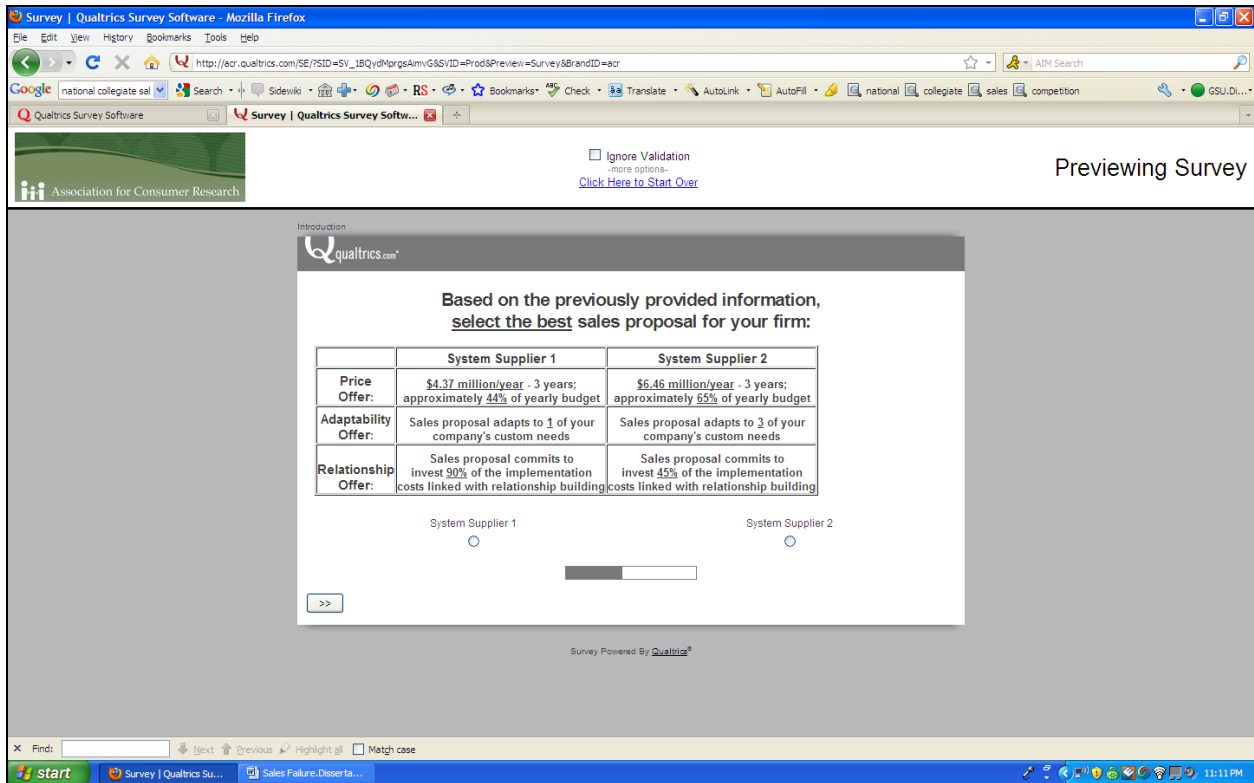 Survey | Qualtrics Survey Software - Mozilla Firefox
File Edit View History Bookmarks Tools Help
http://acr.qualtrics.com/SE/?SID=SV_1BQydMprgsAimvG&SVID=Prod&Preview=Survey&BrandID=acr
AIM Search
Google national collegiate sal Search Sidewiki RS Bookmarks Check Translate AutoLink AutoFill national collegiate sales competition GSU.Di...
Qualtrics Survey Software Survey | Qualtrics Survey Softw...
Association for Consumer Research
Ignore Validation
-more options-
Click Here to Start Over
Previewing Survey
Introduction
qualtrics.com
Based on the previously provided information,
select the best sales proposal for your firm:
System Supplier 1 System Supplier 2
Price Offer: $4.37 million/year - 3 years; approximately 44% of yearly budget $6.46 million/year - 3 years; approximately 65% of yearly budget
Adaptability Offer: Sales proposal adapts to 1 of your company's custom needs Sales proposal adapts to 3 of your company's custom needs
Relationship Offer: Sales proposal commits to invest 90% of the implementation costs linked with relationship building Sales proposal commits to invest 45% of the implementation costs linked with relationship building
System Supplier 1 System Supplier 2
>>
Survey Powered By Qualtrics®
Find: Next Previous Highlight all Match case
start Survey | Qualtrics Su... Sales Failure.Disserta... 11:11 PM